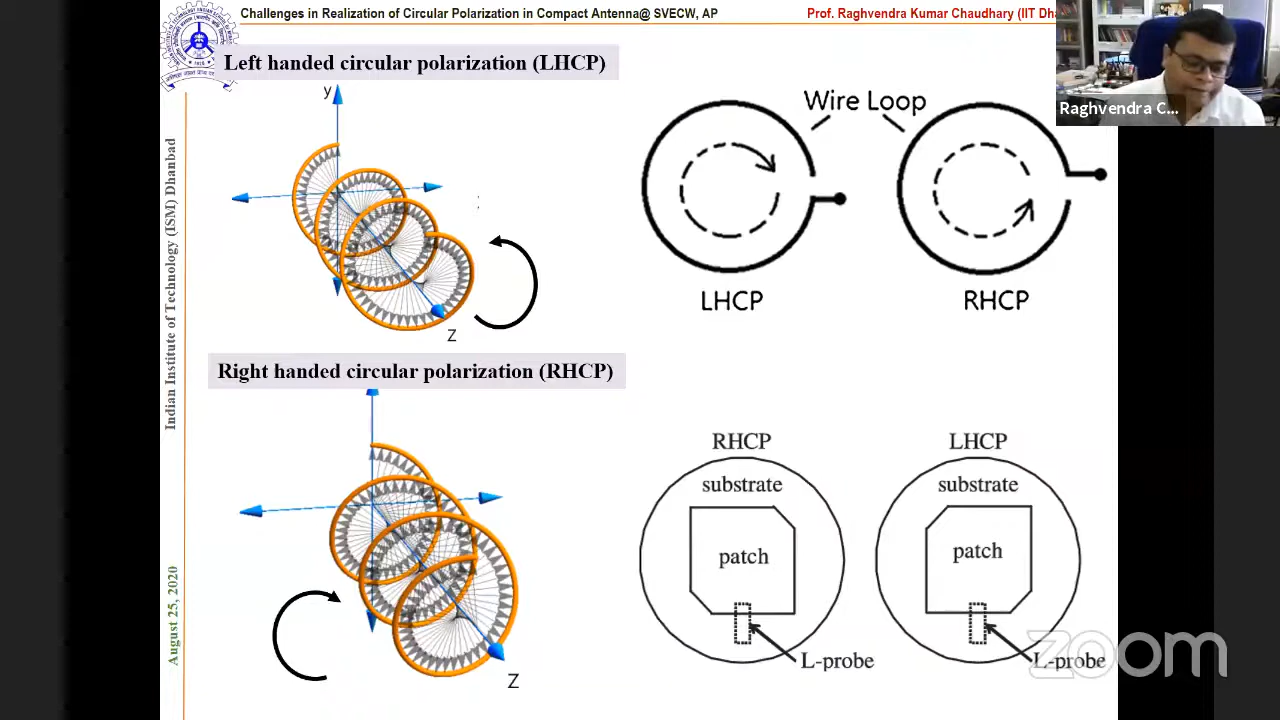 Challenges in Realization of Circular Polarization in Compact Antenna@ SVECW, AP
Prof. Raghvendra Kumar Chaudhary (IIT Dha
Raghvendra C...
Indian Institute of Technology (ISM) Dhanbad
August 25, 2020
Left handed circular polarization (LHCP)
y
Z
Wire Loop
LHCP
RHCP
Right handed circular polarization (RHCP)
Z
RHCP
LHCP
substrate
substrate
patch
patch
L-probe
L-probe
zoom